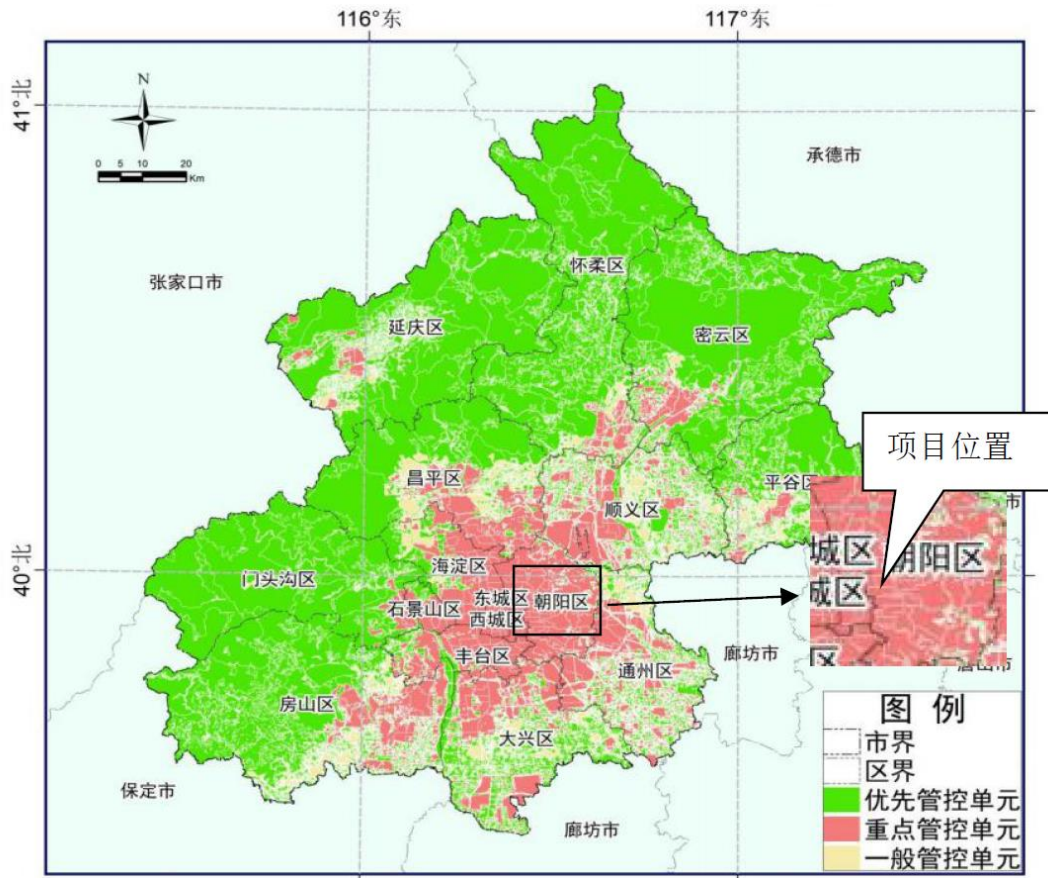 116°东
117°东
41°北
N
0 5 10 20
Km
承德市
怀柔区
张家口市
延庆区
密云区
项目位置
昌平区
平谷区
顺义区
城区
朝阳区
40°北
海淀区
门头沟区
东城区
朝阳区
城区
石景山区
西城区
丰台区
廊坊市
通州区
区
唐山市
房山区
图 例
大兴区
市界
区界
保定市
优先管控单元
廊坊市
重点管控单元
一般管控单元